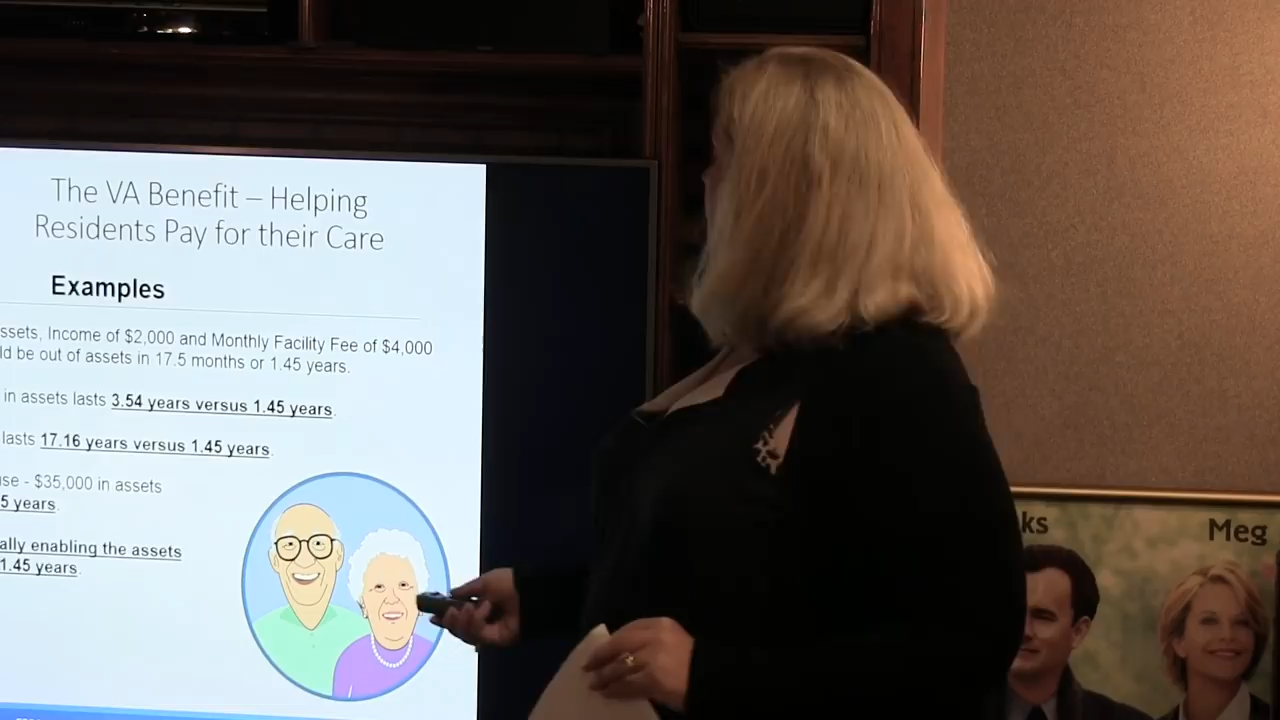 The VA Benefit – Helping
Residents Pay for their Care
Examples
ssets, Income of $2,000 and Monthly Facility Fee of $4,000
ld be out of assets in 17.5 months or 1.45 years.
in assets lasts 3.54 years versus 1.45 years.
lasts 17.16 years versus 1.45 years.
use - $35,000 in assets
5 years.
ally enabling the assets
1.45 years.
ks
Meg